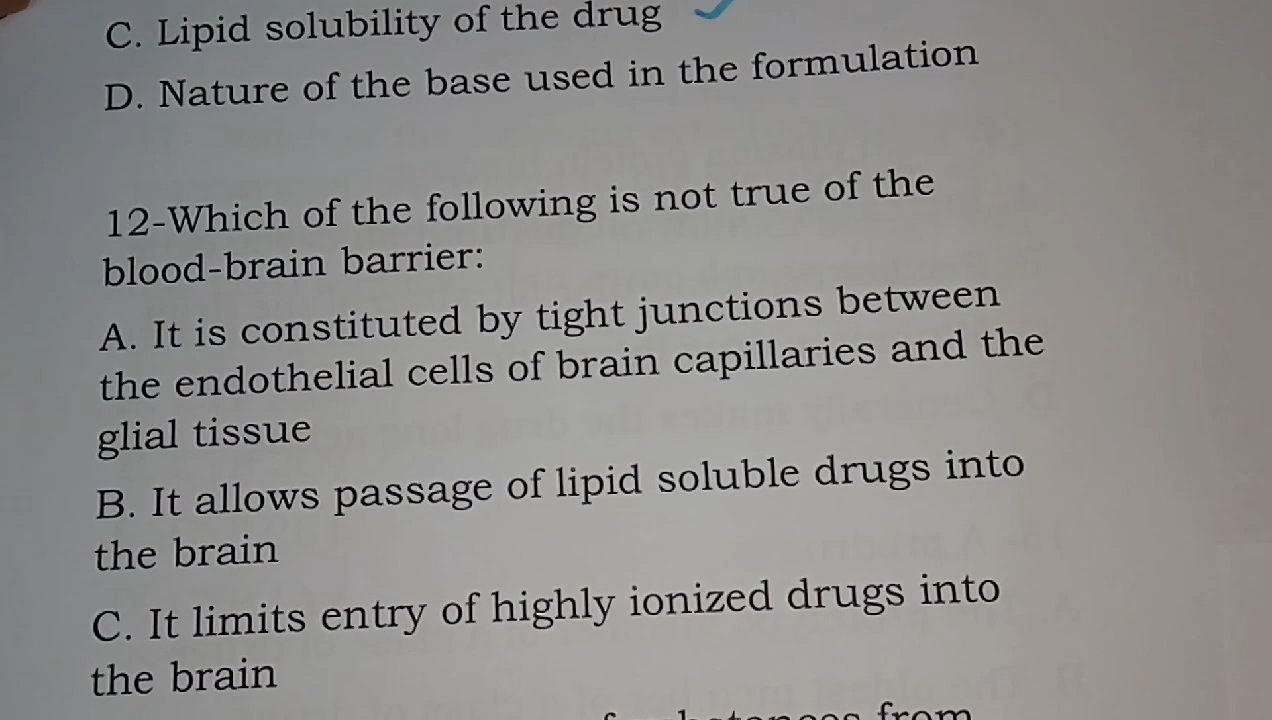 C. Lipid solubility of the drug
D. Nature of the base used in the formulation
12-Which of the following is not true of the
blood-brain barrier:
A. It is constituted by tight junctions between
the endothelial cells of brain capillaries and the
glial tissue
B. It allows passage of lipid soluble drugs into
the brain
C. It limits entry of highly ionized drugs into
the brain
from